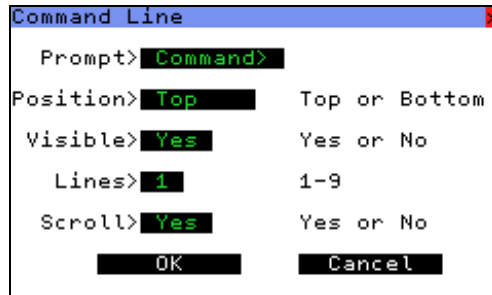 Command Line
Prompt> Command>
Position> Top Top or Bottom
Visible> Yes Yes or No
Lines> 1 1-9
Scroll> Yes Yes or No
OK Cancel